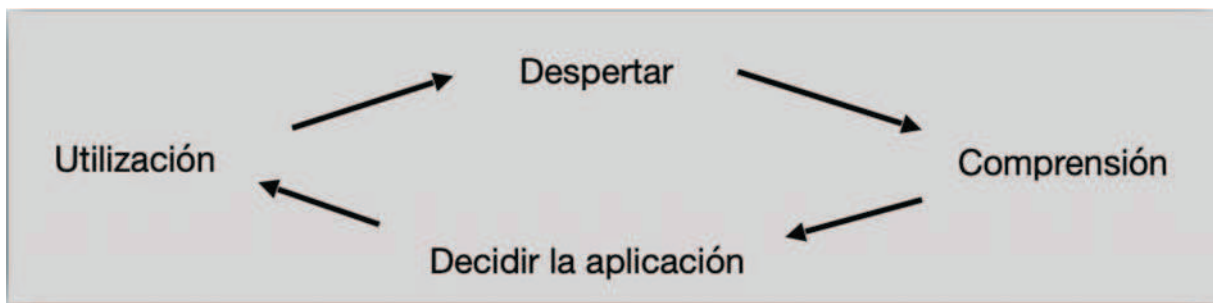 Despertar
Utilización
Comprensión
Decidir la aplicación